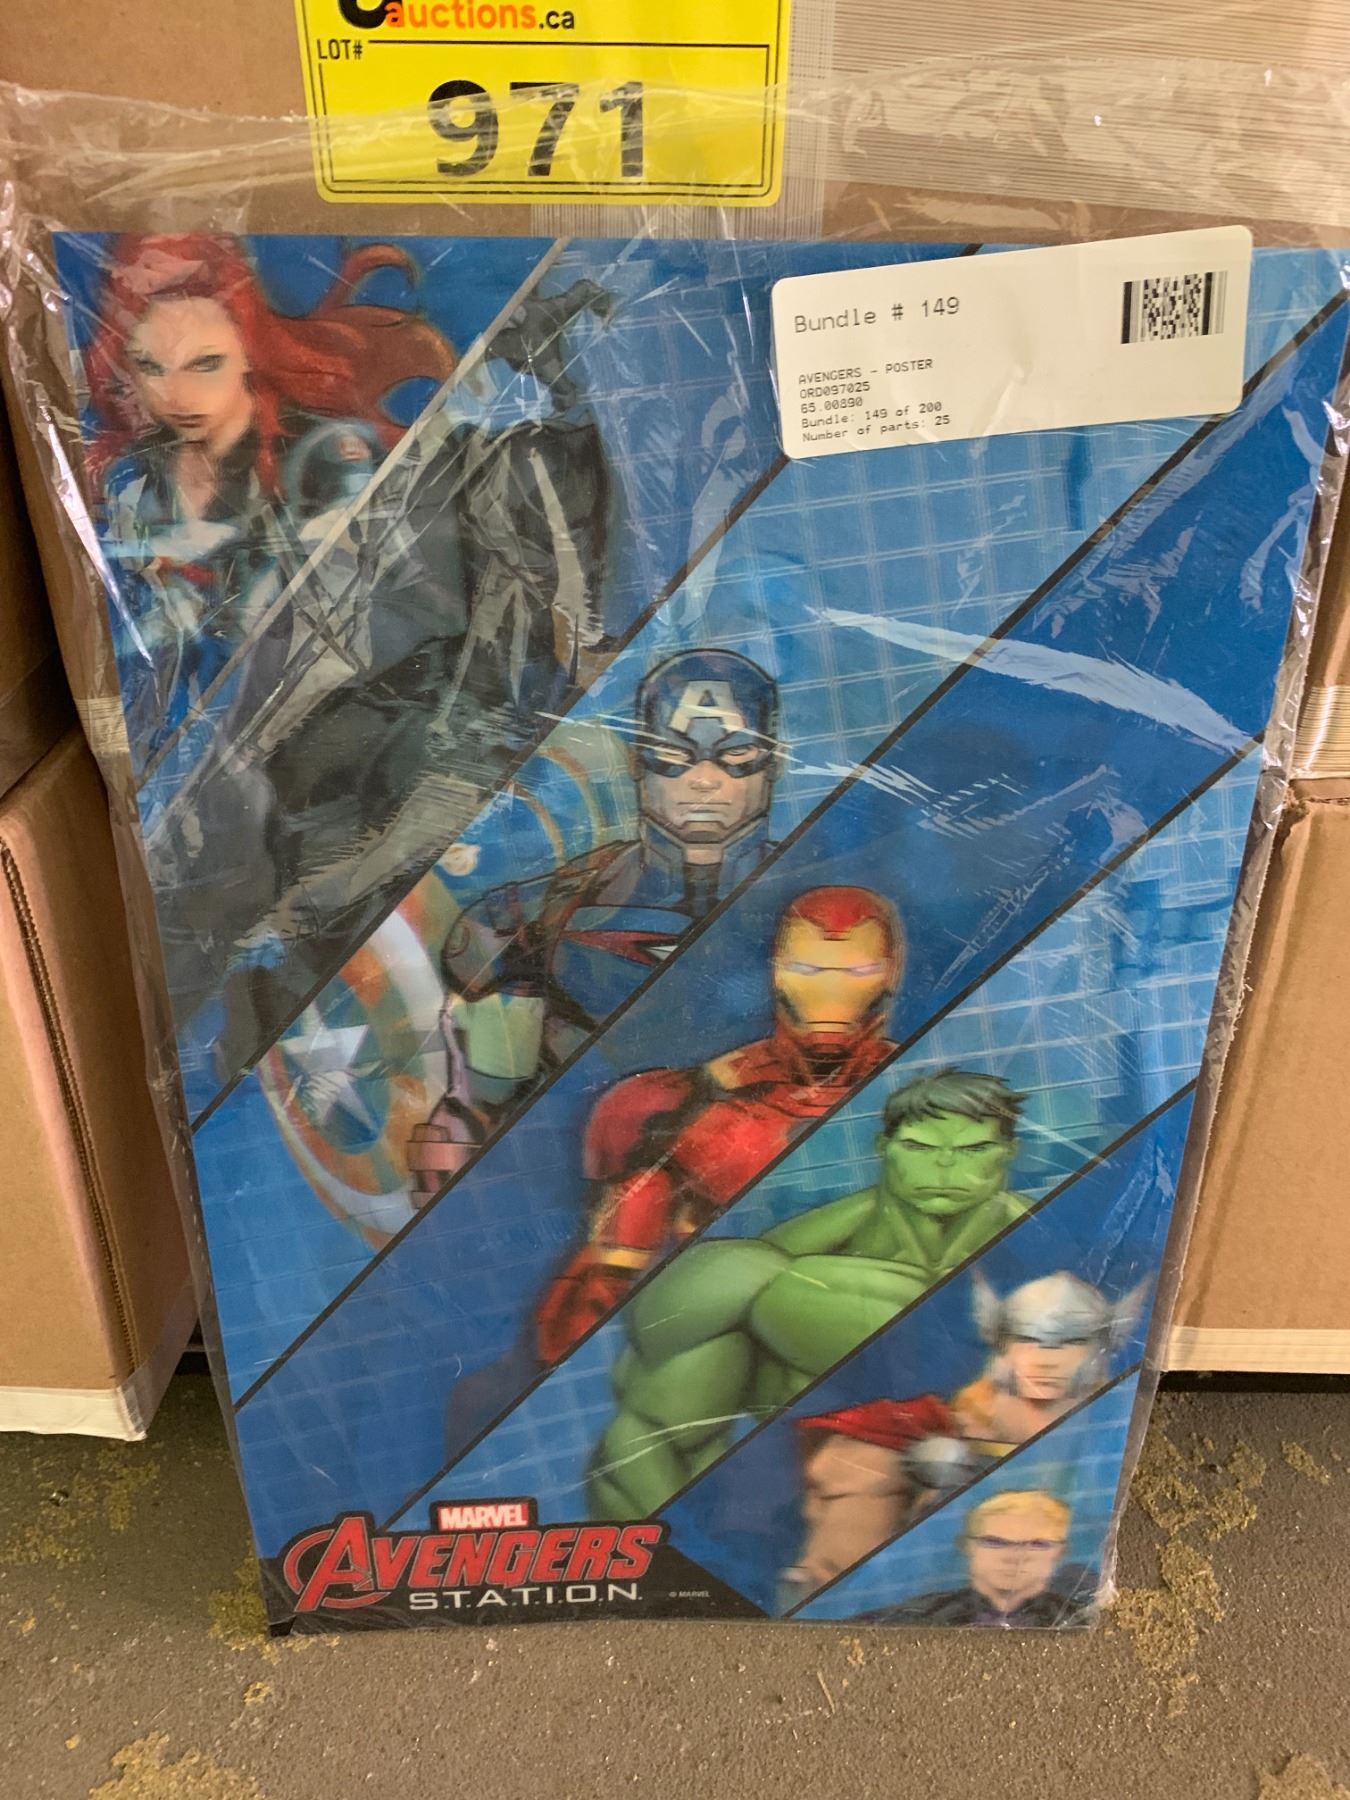 auctions.ca
LOT#
971
Bundle # 149
AVENGERS - POSTER
ORD097025
65.00890
Bundle: 149 of 200
Number of parts: 25
A
MARVEL
AVENGERS
S.T.A.T.I.O.N.
© MARVEL